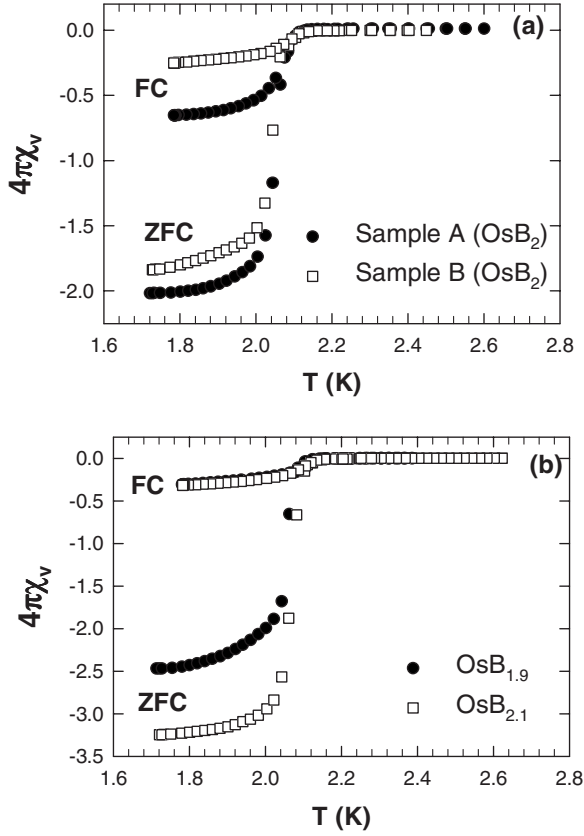 (a)
0.0
-0.5
-1.0
-1.5
-2.0
4πχv
FC
ZFC
Sample A (OsB2)
Sample B (OsB2)
1.6 1.8 2.0 2.2 2.4 2.6 2.8
T (K)
(b)
0.0
-0.5
-1.0
-1.5
-2.0
-2.5
-3.0
-3.5
4πχv
FC
ZFC
OsB1.9
OsB2.1
1.6 1.8 2.0 2.2 2.4 2.6 2.8
T (K)